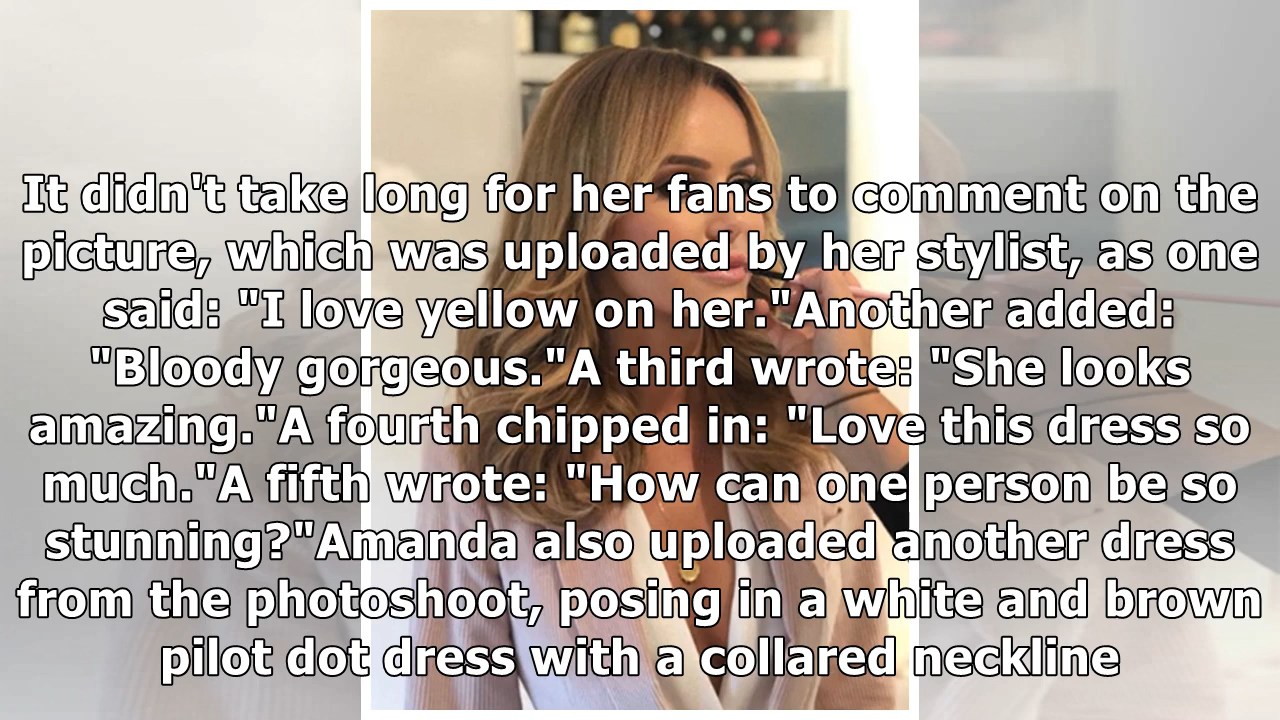 It didn't take long for her fans to comment on the
picture, which was uploaded by her stylist, as one
said: "I love yellow on her."Another added:
"Bloody gorgeous."A third wrote: "She looks
amazing."A fourth chipped in: "Love this dress so
much."A fifth wrote: "How can one person be so
stunning?"Amanda also uploaded another dress
from the photoshoot, posing in a white and brown
pilot dot dress with a collared neckline